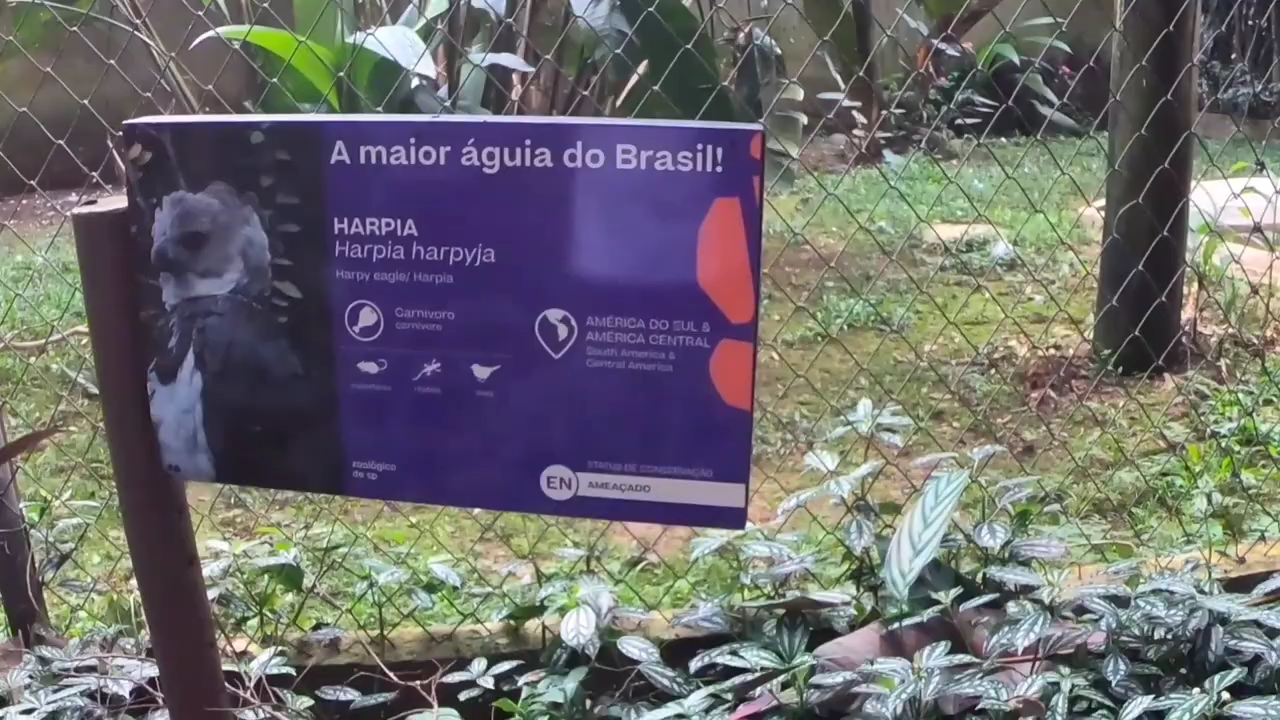 A maior águia do Brasil!
HARPIA
Harpia harpyja
Harpy eagle/ Harpia
Carnívoro
carnivore
AMÉRICA DO SUL &
AMÉRICA CENTRAL
South America &
Central America
zoológico
de sp
STATUS DE CONSERVAÇÃO
EN
AMEAÇADO